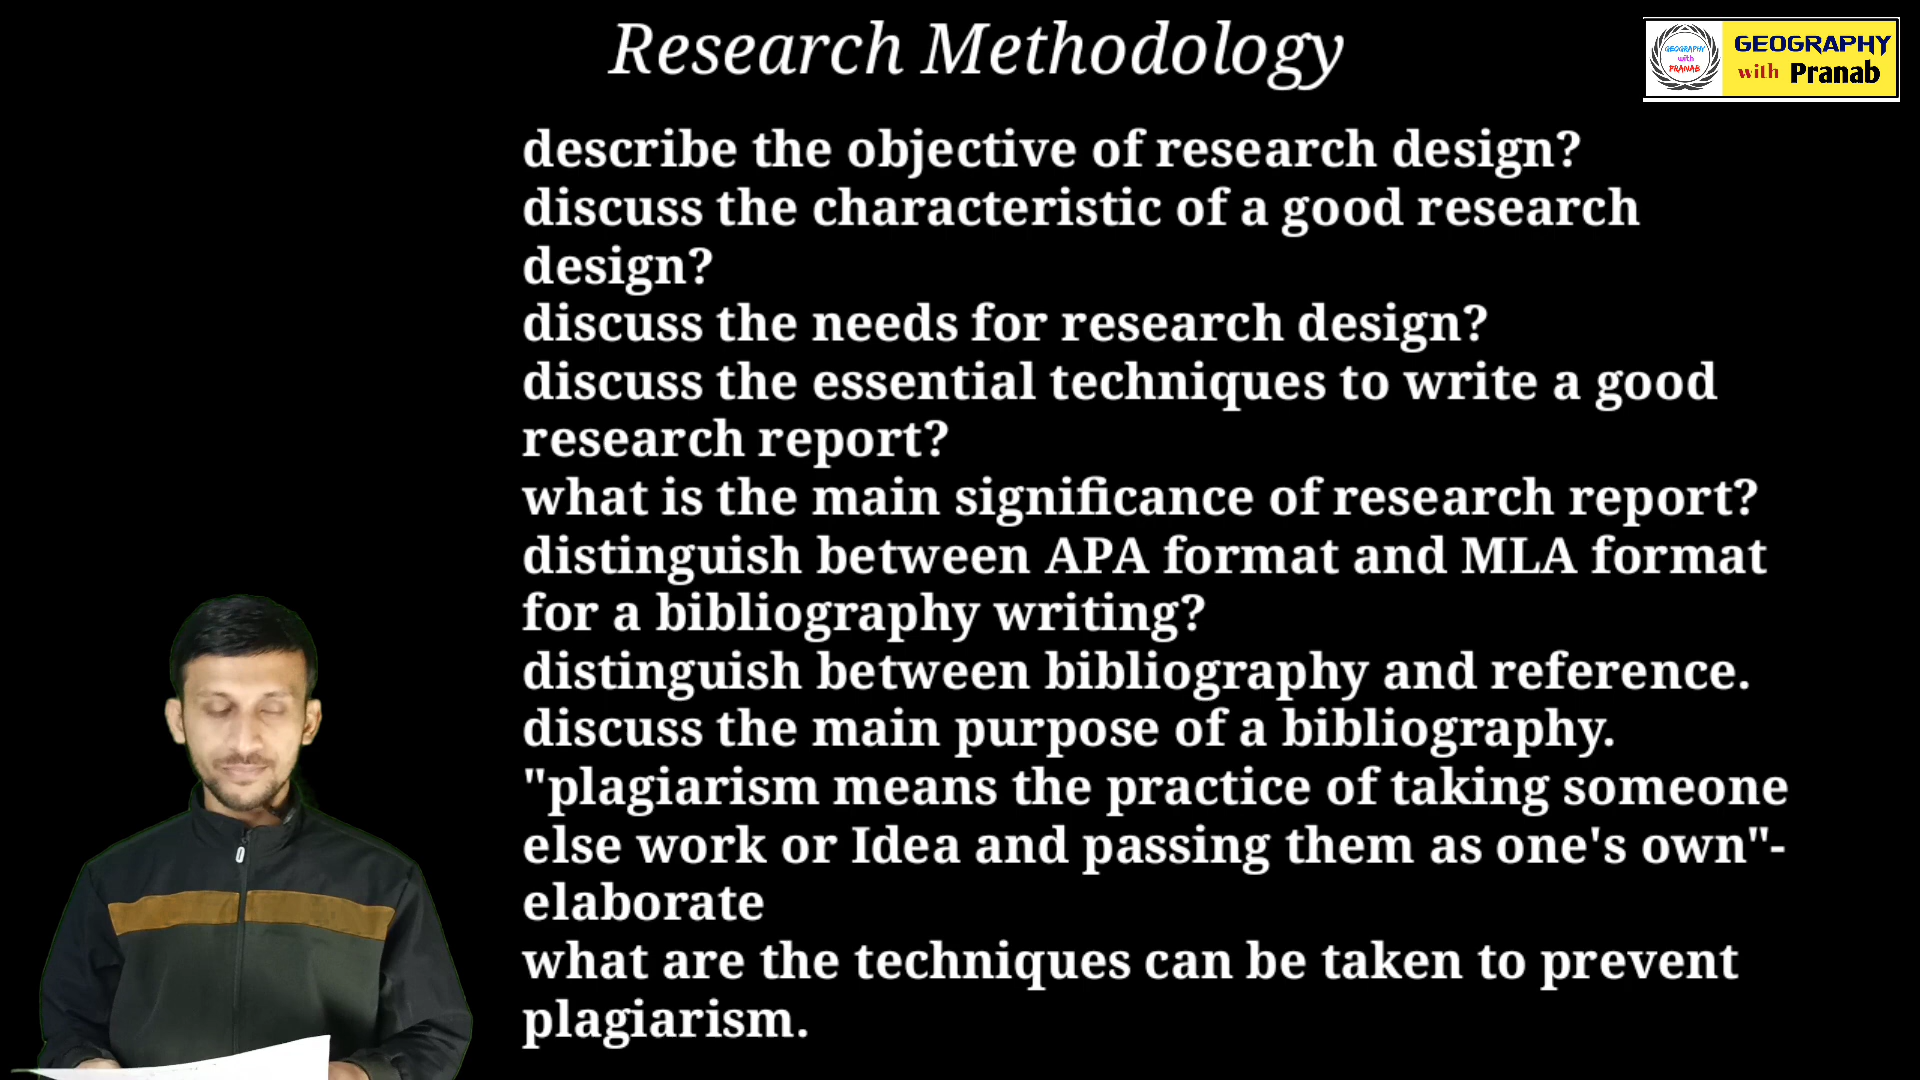 Research Methodology
GEOGRAPHY
with
PRANAB
GEOGRAPHY
with Pranab
describe the objective of research design?
discuss the characteristic of a good research
design?
discuss the needs for research design?
discuss the essential techniques to write a good
research report?
what is the main significance of research report?
distinguish between APA format and MLA format
for a bibliography writing?
distinguish between bibliography and reference.
discuss the main purpose of a bibliography.
"plagiarism means the practice of taking someone
else work or Idea and passing them as one's own"-
elaborate
what are the techniques can be taken to prevent
plagiarism.